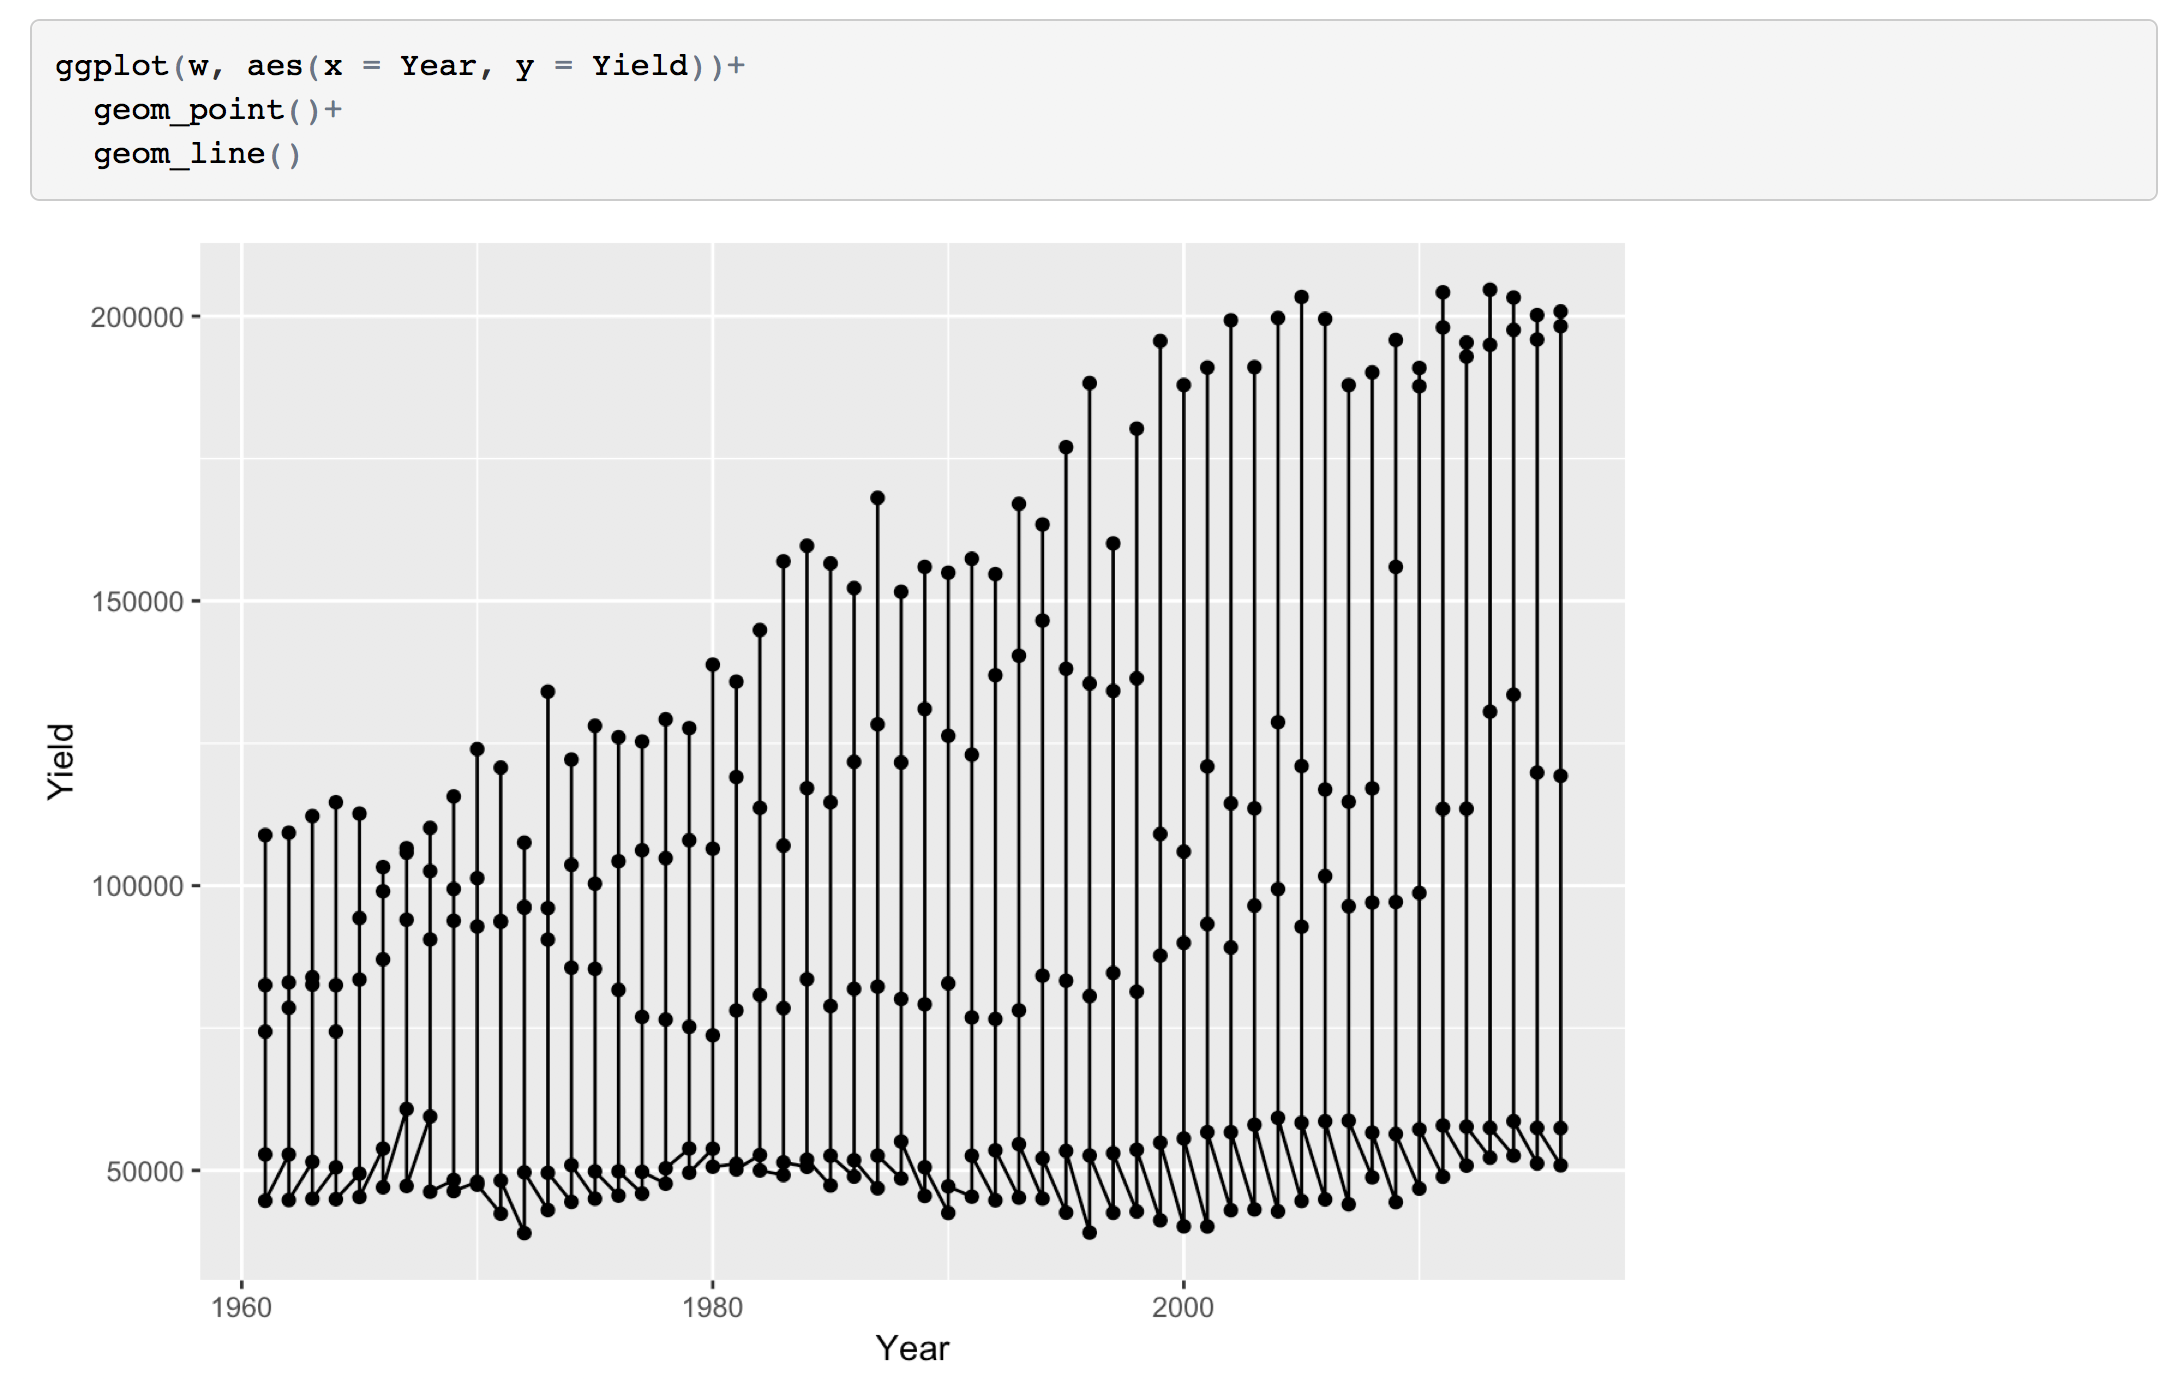 ggplot(w, aes(x = Year, y = Yield))+
  geom_point()+
  geom_line()
200000
150000
100000
50000
Yield
1960 1980 2000
Year